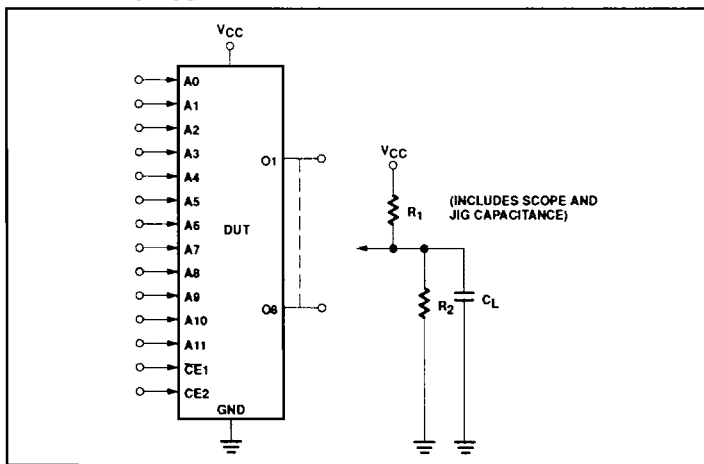 VCC
A0
A1
A2
A3
A4
A5
A6
A7
A8
A9
A10
A11
CE1
CE2
DUT
O1
O8
GND
VCC
R1
(INCLUDES SCOPE AND
JIG CAPACITANCE)
R2
CL